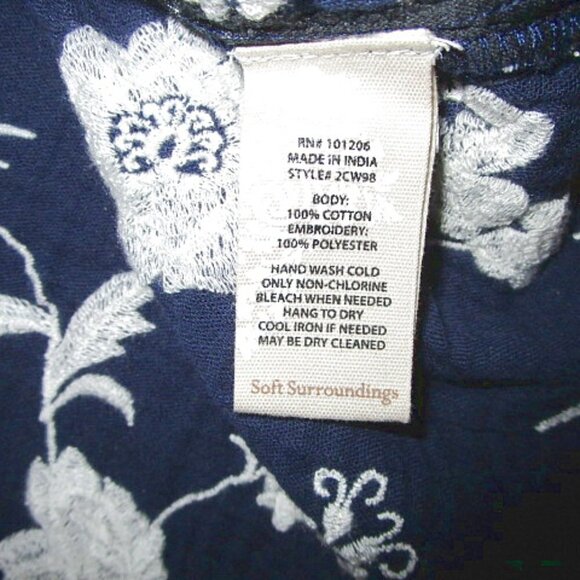 RN# 101206
MADE IN INDIA
STYLE# 2CW98
BODY:
100% COTTON
EMBROIDERY:
100% POLYESTER
HAND WASH COLD
ONLY NON-CHLORINE
BLEACH WHEN NEEDED
HANG TO DRY
COOL IRON IF NEEDED
MAY BE DRY CLEANED
Soft Surroundings